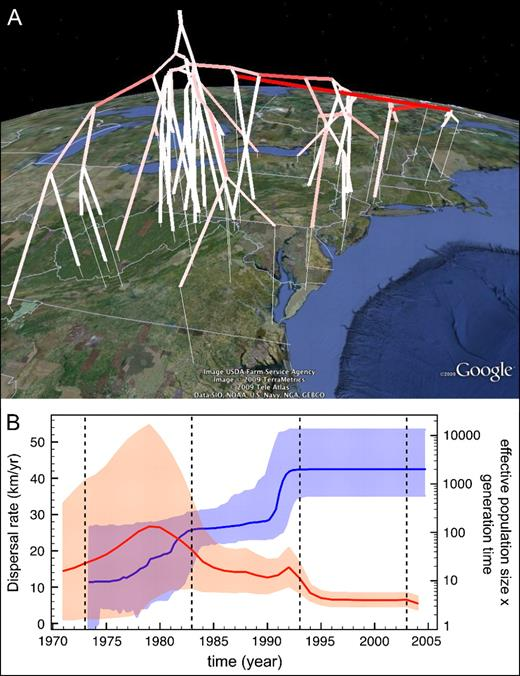 A
Image USDA Farm Service Agency
Image © 2009 TerraMetrics
© 2009 Tele Atlas
Data SIO, NOAA, U.S. Navy, NGA, GEBCO
©2009 Google
B
Dispersal rate (km/yr)
50
40
30
20
10
0
10000
1000
100
10
1
effective population size x
generation time
1970 1975 1980 1985 1990 1995 2000 2005
time (year)